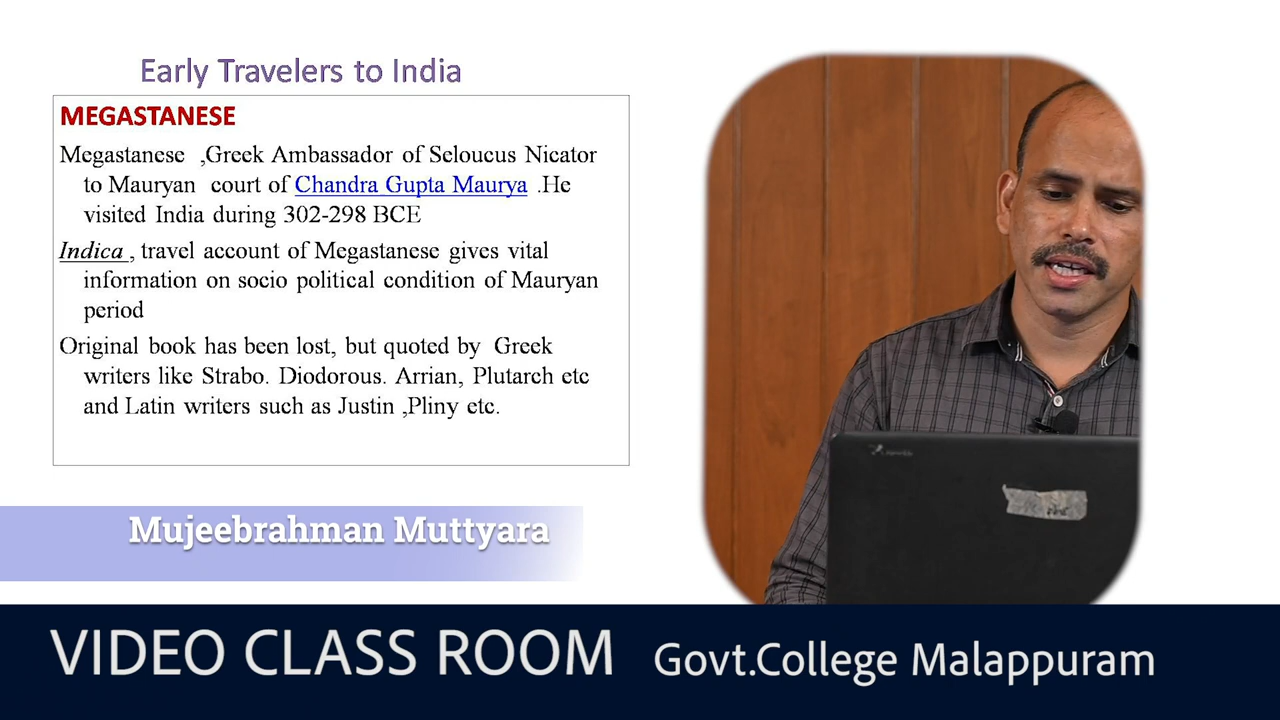 Early Travelers to India
MEGASTANESE
Megastanese ,Greek Ambassador of Seloucus Nicator
to Mauryan court of Chandra Gupta Maurya .He
visited India during 302-298 BCE
Indica , travel account of Megastanese gives vital
information on socio political condition of Mauryan
period
Original book has been lost, but quoted by Greek
writers like Strabo. Diodorous. Arrian, Plutarch etc
and Latin writers such as Justin ,Pliny etc.
Mujeebrahman Muttyara
VIDEO CLASS ROOM Govt.College Malappuram